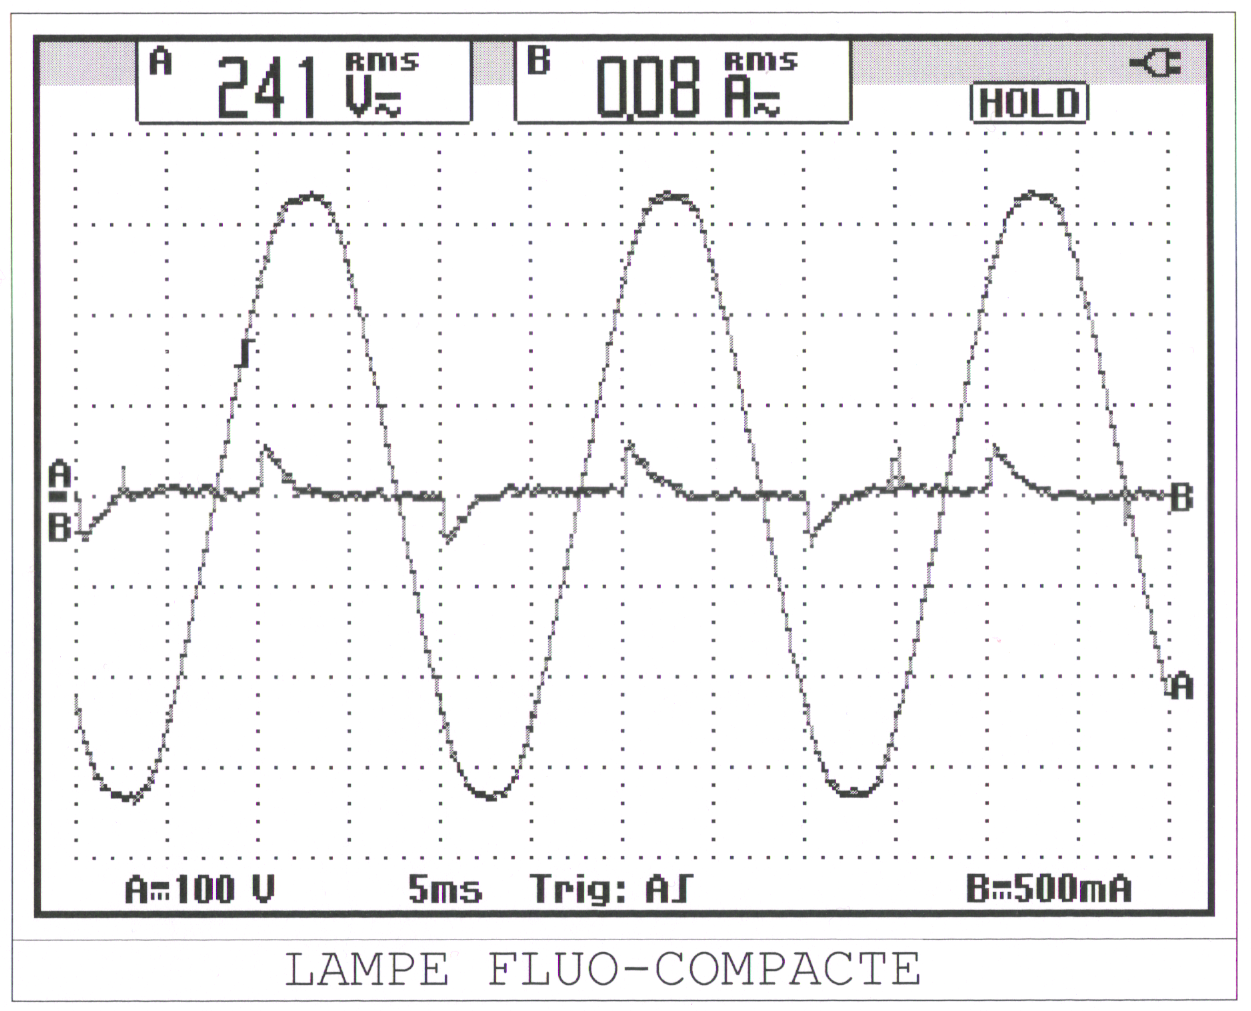 A 241 rms V≂
B 0.08 rms A≂
HOLD
A
B
B
A
A=100 V 5ms Trig: A∫ B=500mA
LAMPE FLUO-COMPACTE